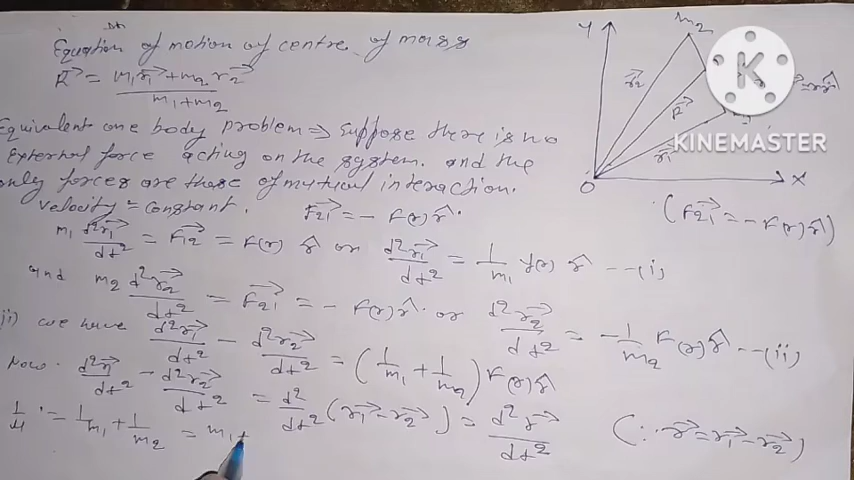 Equation of motion of centre of mass
R⃗ = m₁r₁⃗ + m₂r₂⃗ / m₁+m₂
Equivalent one body problem ⇒ Suppose there is no
external force acting on the system. and the
only forces are those of mutical interaction.
velocity = constant. F₂₁⃗ = - F(r) r̂.
m₁ d²r₁⃗/dt² = F₁₂⃗ = F(r) r̂ or d²r₁⃗/dt² = 1/m₁ F(r) r̂ --(i)
and m₂ d²r₂⃗/dt² = F₂₁⃗ = - F(r) r̂. or d²r₂⃗/dt² = -1/m₂ F(r) r̂ --(ii)
(ii) we have d²r₁⃗/dt² - d²r₂⃗/dt² = (1/m₁ + 1/m₂) F(r) r̂
Now. d²r₁⃗/dt² - d²r₂⃗/dt² = d²/dt² (r₁⃗ - r₂⃗) = d²r⃗/dt² (∵ r⃗ = r₁⃗ - r₂⃗)
1/μ = 1/m₁ + 1/m₂ = m₁+
Y
m₂
r₂⃗
R⃗
r₁⃗
O
X
(F₂₁⃗ = - F(r) r̂)
K
KINEMASTER